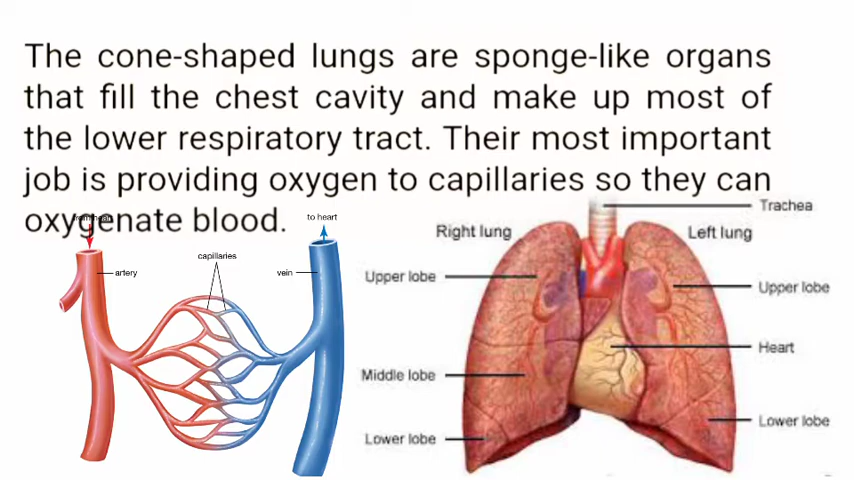 The cone-shaped lungs are sponge-like organs
that fill the chest cavity and make up most of
the lower respiratory tract. Their most important
job is providing oxygen to capillaries so they can
oxygenate blood.
from heart
to heart
capillaries
artery
vein
Trachea
Right lung
Left lung
Upper lobe
Upper lobe
Heart
Middle lobe
Lower lobe
Lower lobe